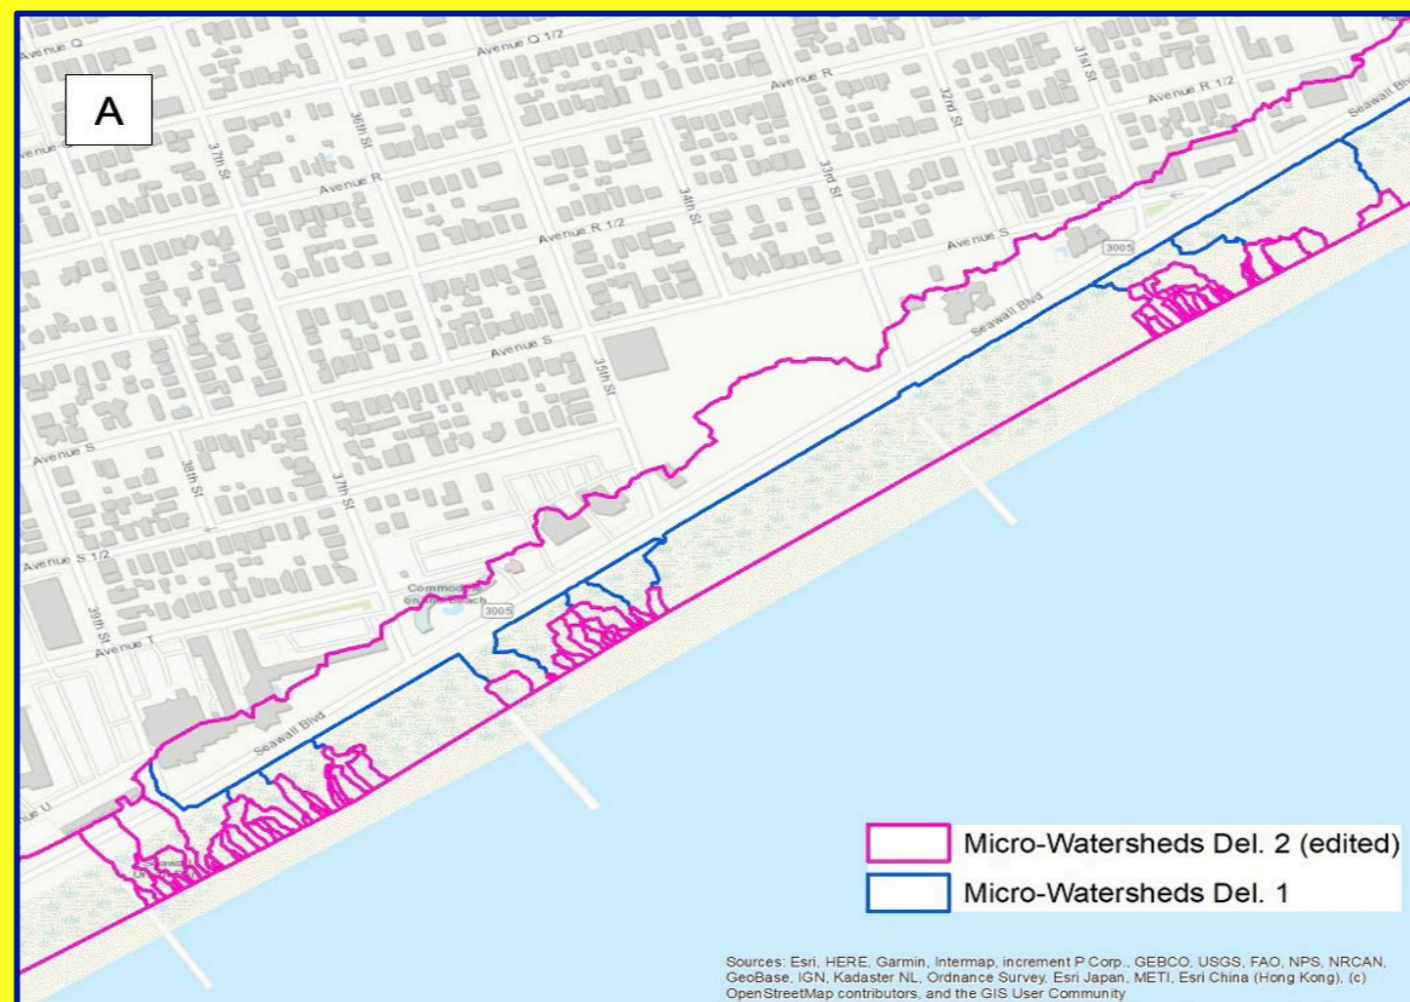 A
Avenue Q
Avenue Q 1/2
Avenue R
31st St
Avenue R 1/2
Seawall Blvd
36th St
37th St
32nd St
Avenue R
33rd St
34th St
Avenue R 1/2
Avenue S
3005
Seawall Blvd
Avenue S
35th St
Avenue S
38th St
37th St
Avenue S 1/2
39th St
3005
Avenue T
Seawall Blvd
Micro-Watersheds Del. 2 (edited)
Micro-Watersheds Del. 1
Sources: Esri, HERE, Garmin, Intermap, increment P Corp., GEBCO, USGS, FAO, NPS, NRCAN,
GeoBase, IGN, Kadaster NL, Ordnance Survey, Esri Japan, METI, Esri China (Hong Kong), (c)
OpenStreetMap contributors, and the GIS User Community